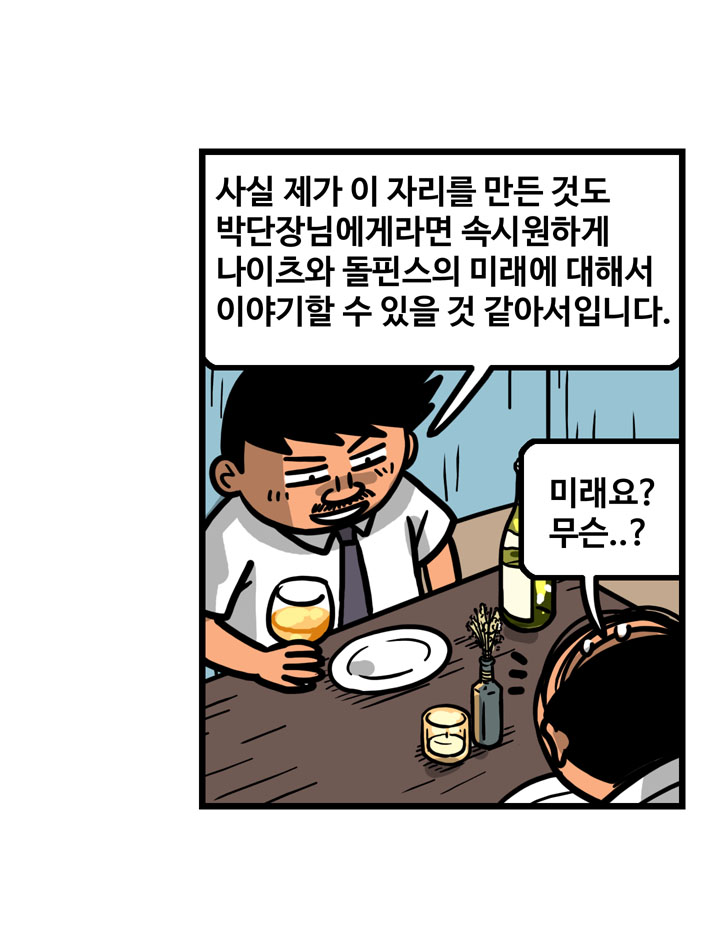 사실 제가 이 자리를 만든 것도
박단장님에게라면 속시원하게
나이츠와 돌핀스의 미래에 대해서
이야기할 수 있을 것 같아서입니다.
미래요?
무슨..?